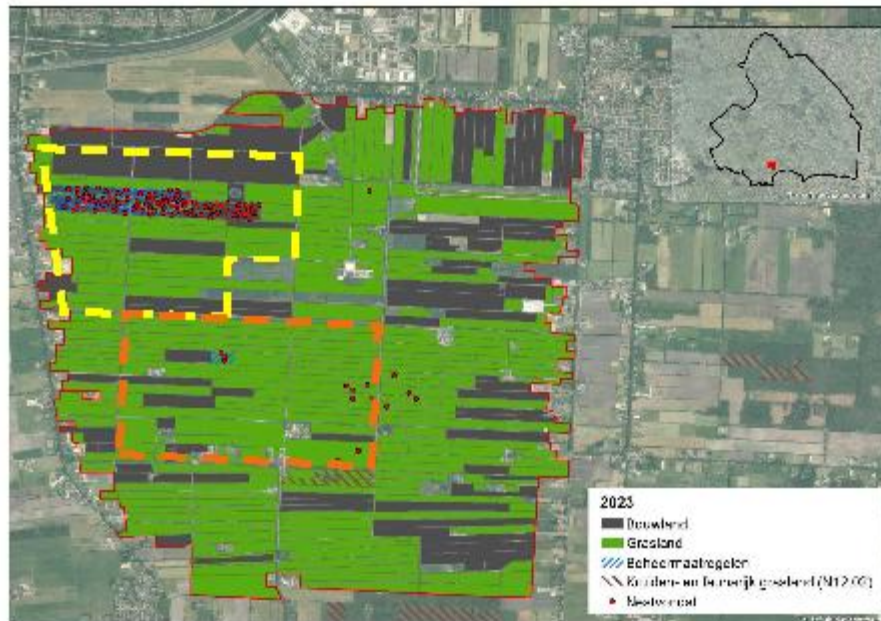 2023
Bouwland
Grasland
Beheermaatregelen
Kruiden- en faunarijk grasland (N12.02)
Nestvondst